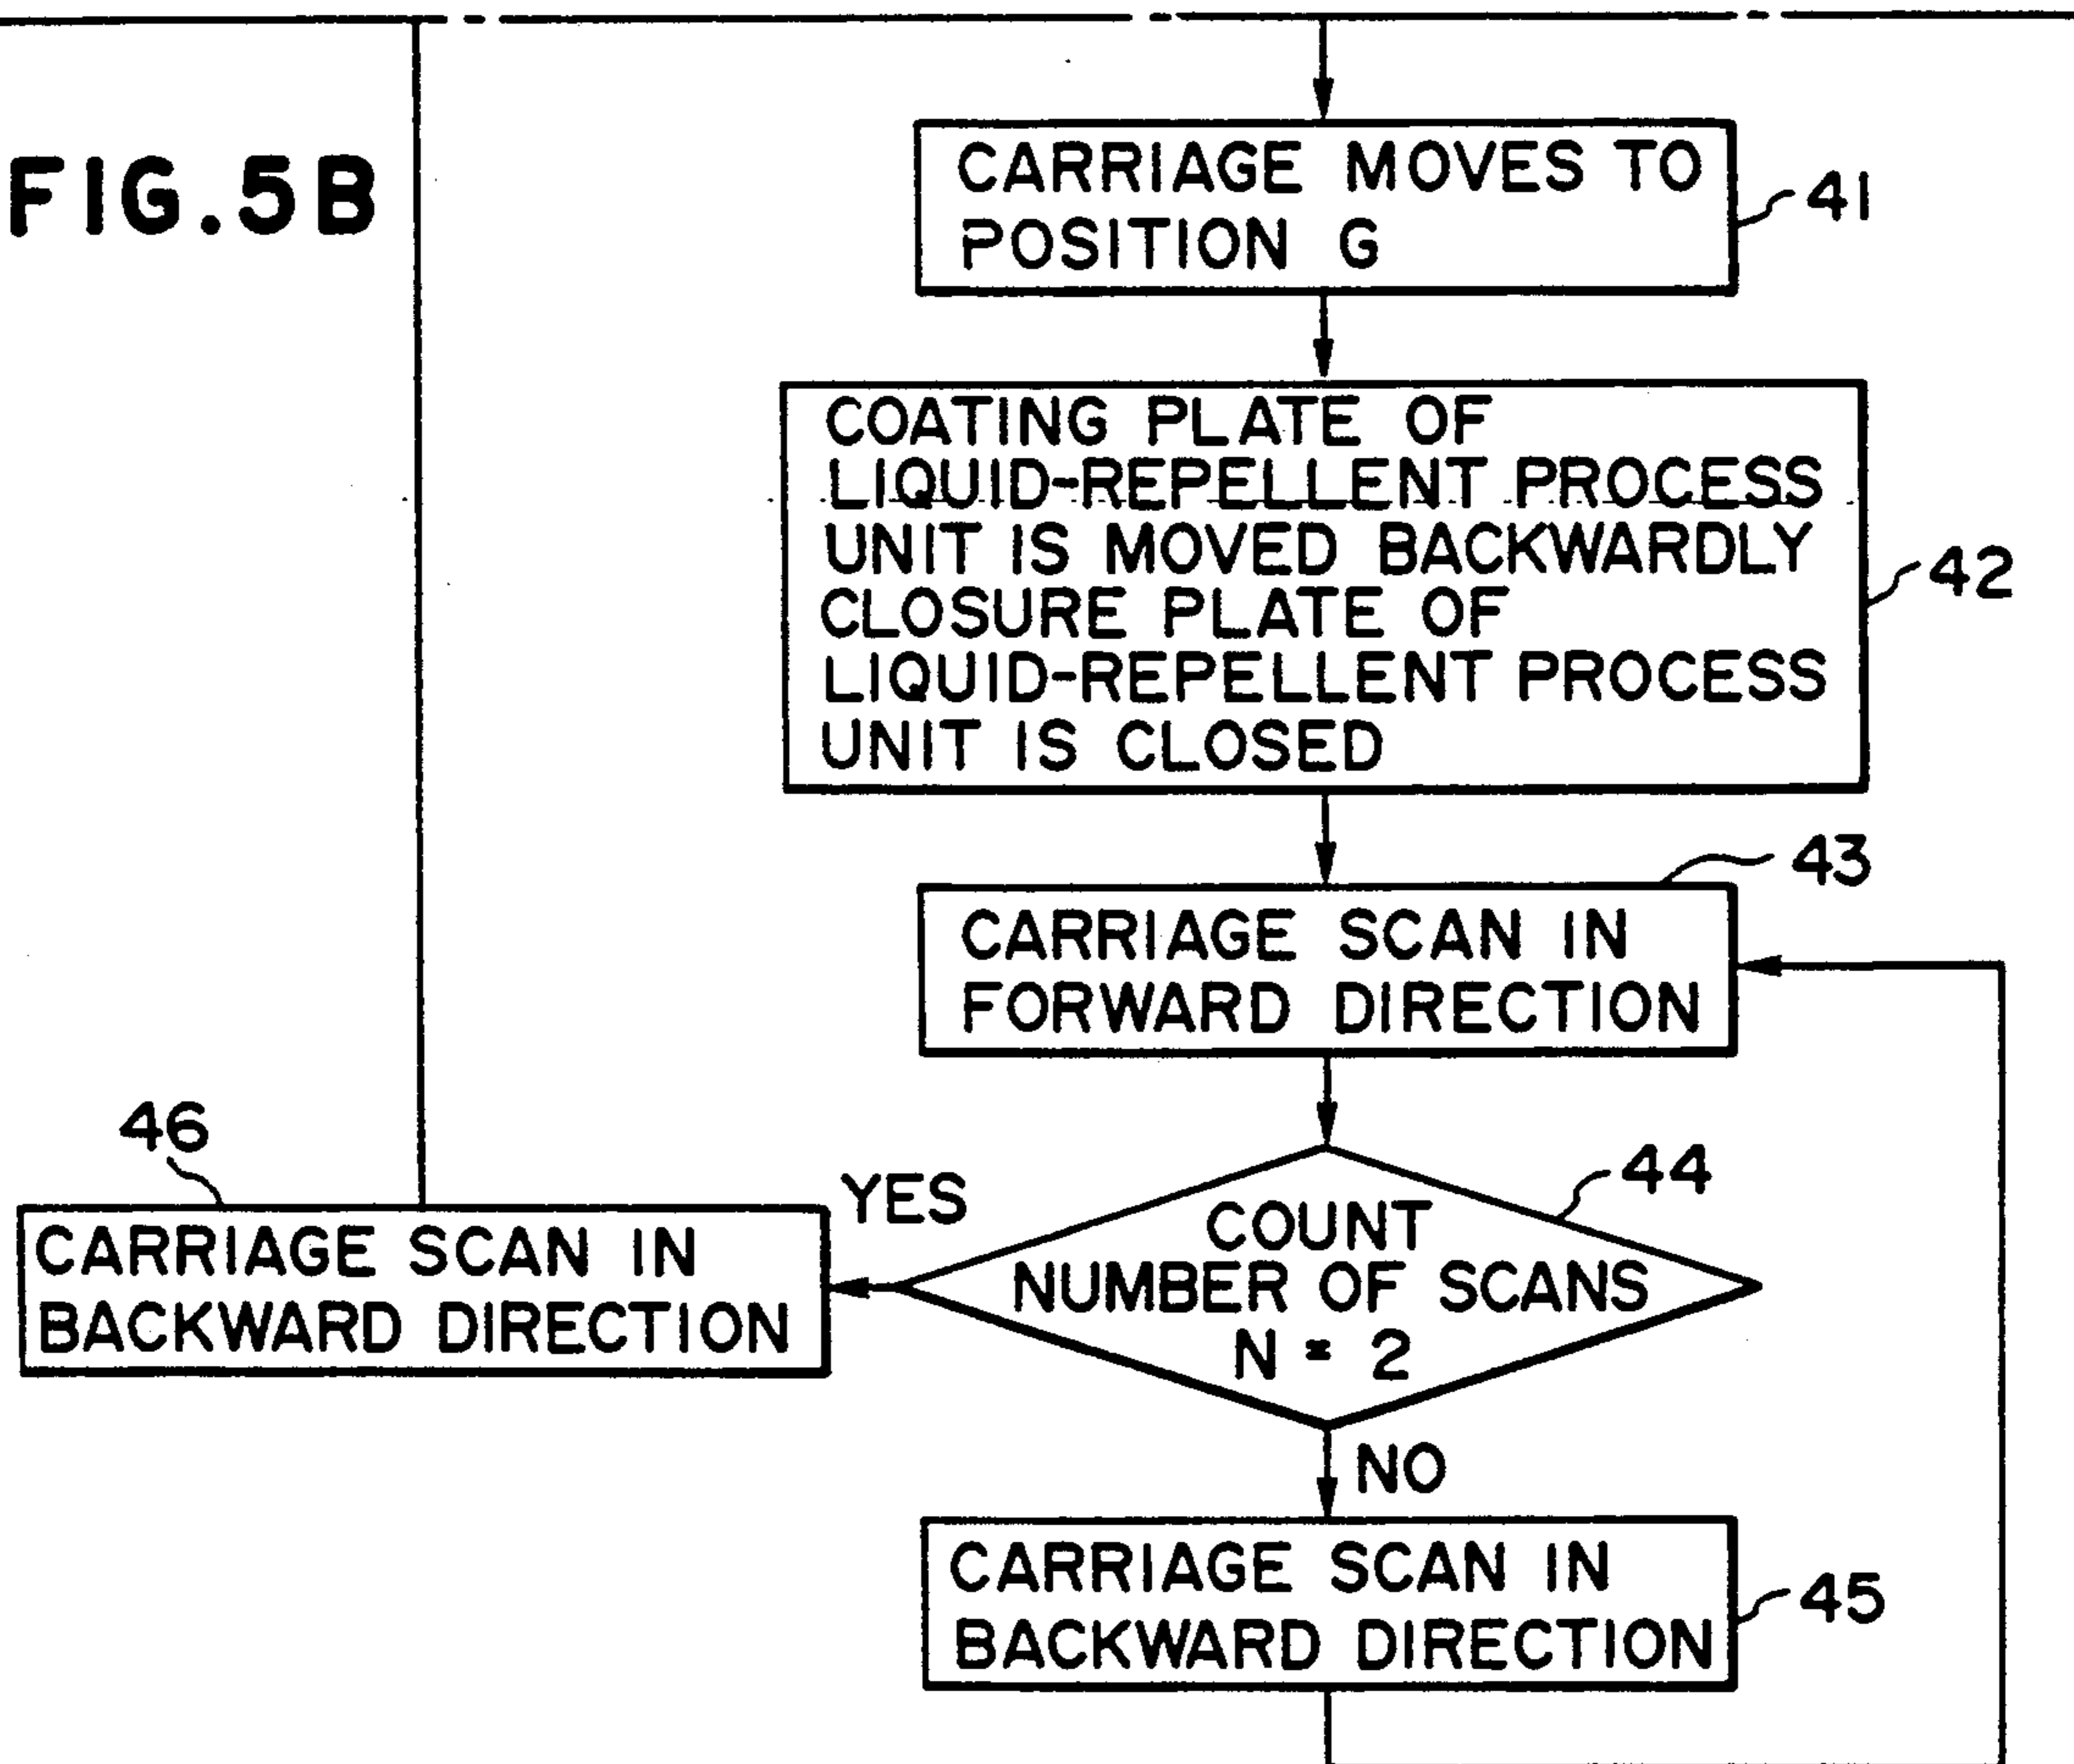 FIG.5B
CARRIAGE MOVES TO
POSITION G
41
COATING PLATE OF
LIQUID-REPELLENT PROCESS
UNIT IS MOVED BACKWARDLY
CLOSURE PLATE OF
LIQUID-REPELLENT PROCESS
UNIT IS CLOSED
42
43
CARRIAGE SCAN IN
FORWARD DIRECTION
44
COUNT
NUMBER OF SCANS
N = 2
YES
46
CARRIAGE SCAN IN
BACKWARD DIRECTION
NO
CARRIAGE SCAN IN
BACKWARD DIRECTION
45